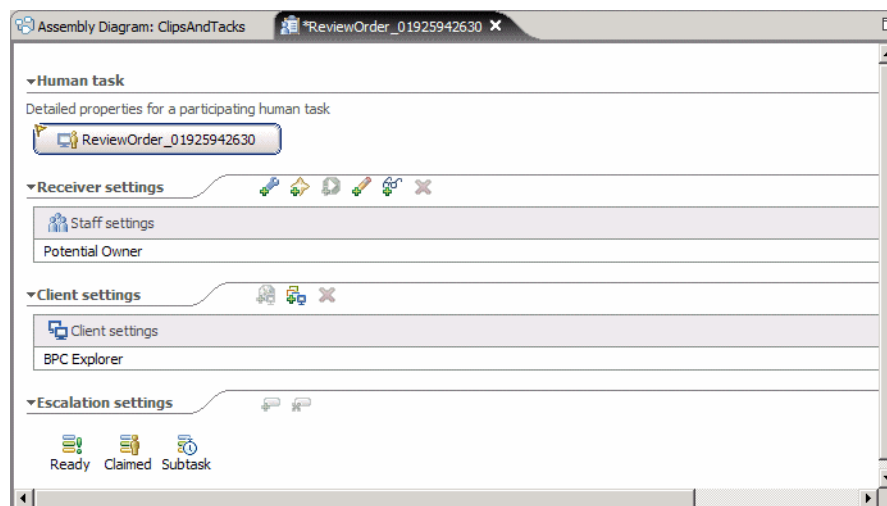 Assembly Diagram: ClipsAndTacks
*ReviewOrder_01925942630
Human task
Detailed properties for a participating human task
ReviewOrder_01925942630
Receiver settings
Staff settings
Potential Owner
Client settings
Client settings
BPC Explorer
Escalation settings
Ready Claimed Subtask